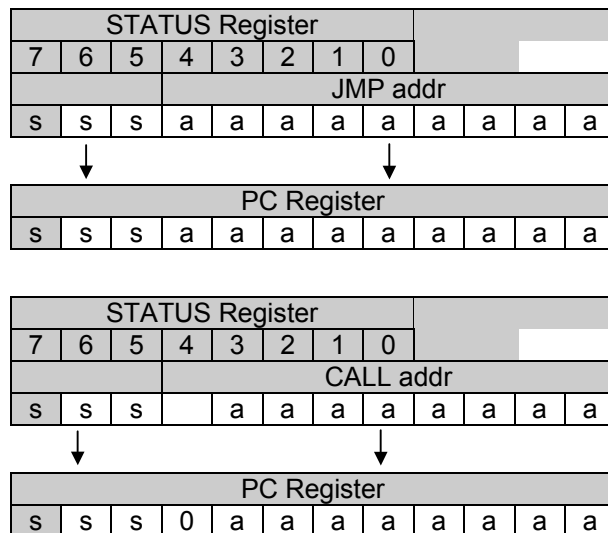 STATUS Register
7 6 5 4 3 2 1 0
JMP addr
s s s a a a a a a a a a
PC Register
s s s a a a a a a a a a
STATUS Register
7 6 5 4 3 2 1 0
CALL addr
s s s a a a a a a a a
PC Register
s s s 0 a a a a a a a a